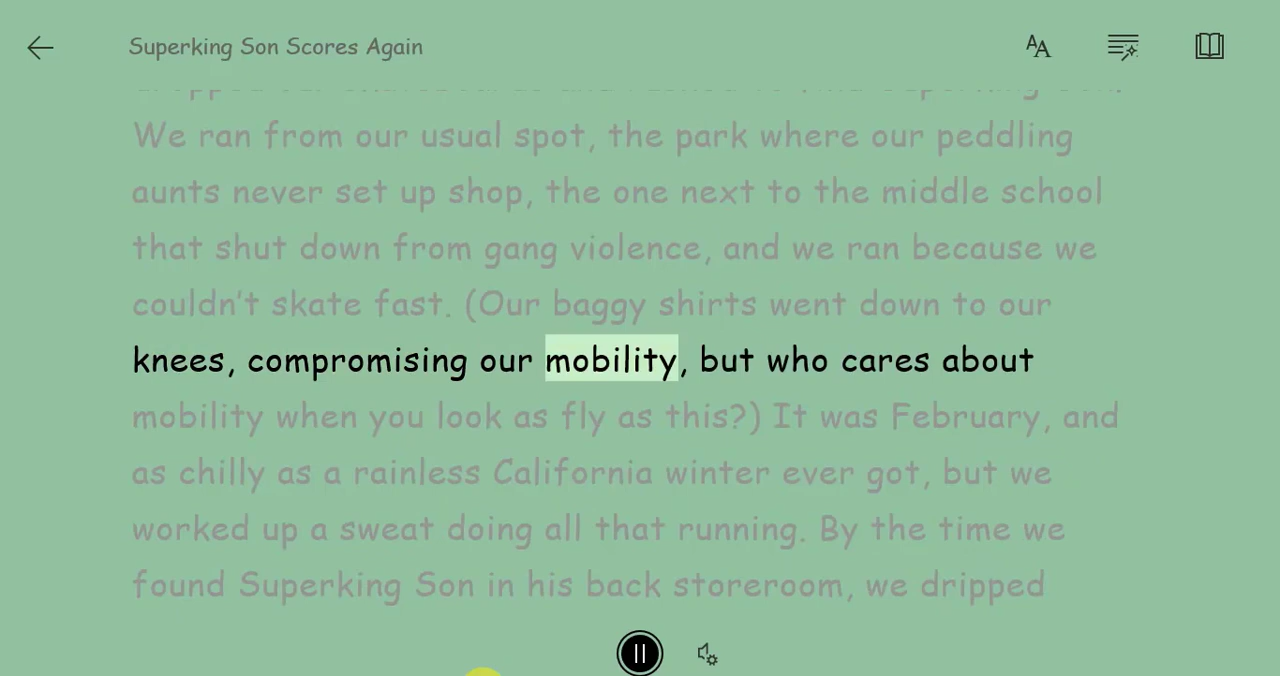 Superking Son Scores Again
AA
We ran from our usual spot, the park where our peddling
aunts never set up shop, the one next to the middle school
that shut down from gang violence, and we ran because we
couldn't skate fast. (Our baggy shirts went down to our
knees, compromising our mobility, but who cares about
mobility when you look as fly as this?) It was February, and
as chilly as a rainless California winter ever got, but we
worked up a sweat doing all that running. By the time we
found Superking Son in his back storeroom, we dripped